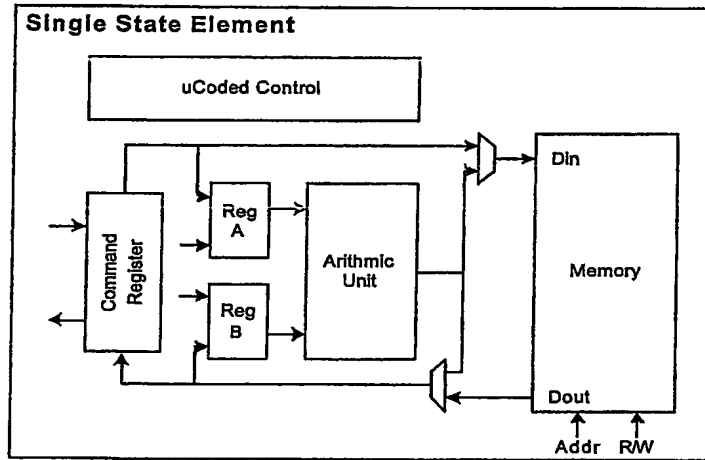 Single State Element
uCoded Control
Din
Reg
A
Command
Register
Arithmic
Unit
Memory
Reg
B
Dout
Addr
R/W